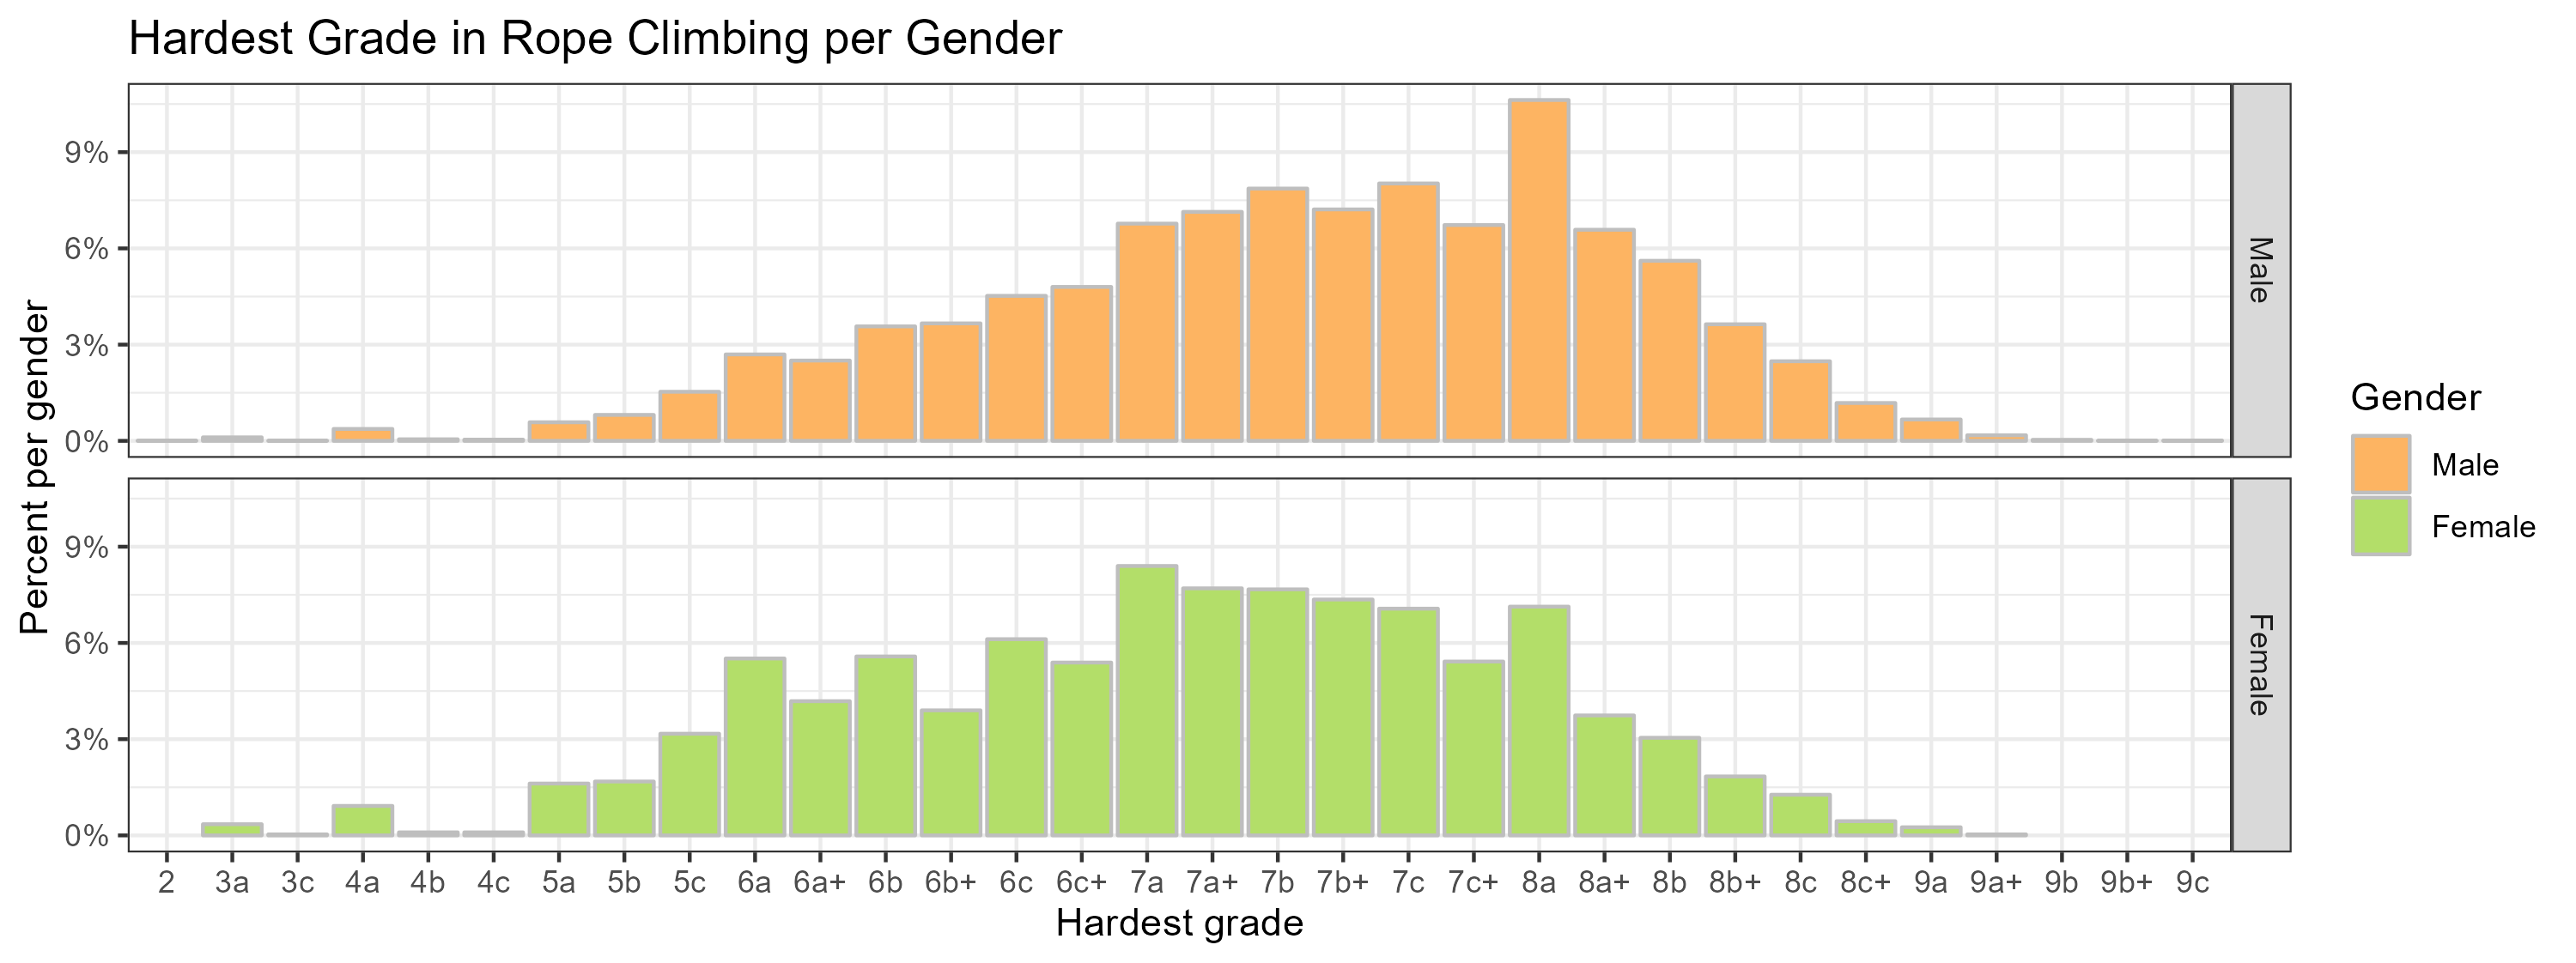 Hardest Grade in Rope Climbing per Gender
Percent per gender
9%
6%
3%
0%
Male
9%
6%
3%
0%
Female
2 3a 3c 4a 4b 4c 5a 5b 5c 6a 6a+ 6b 6b+ 6c 6c+ 7a 7a+ 7b 7b+ 7c 7c+ 8a 8a+ 8b 8b+ 8c 8c+ 9a 9a+ 9b 9b+ 9c
Hardest grade
Gender
Male
Female